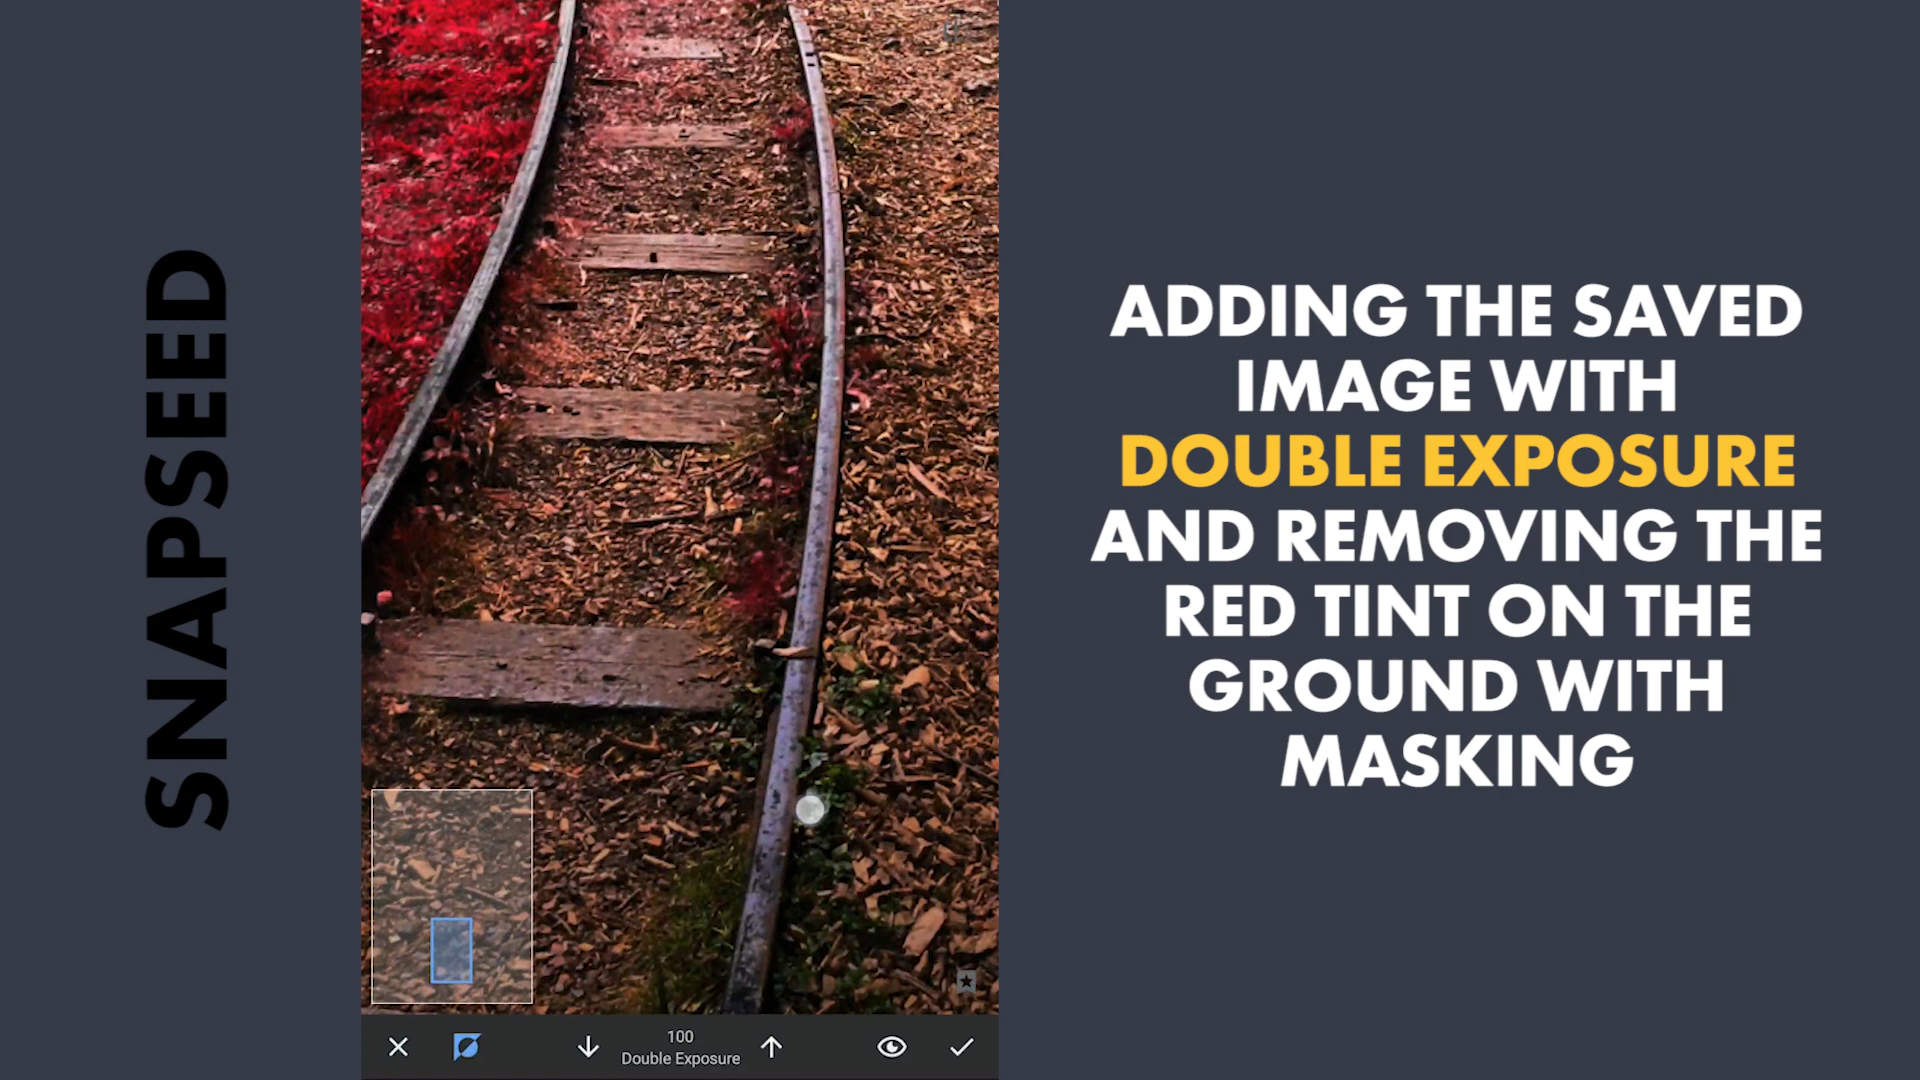 SNAPSEED
ADDING THE SAVED
IMAGE WITH
DOUBLE EXPOSURE
AND REMOVING THE
RED TINT ON THE
GROUND WITH
MASKING
100
Double Exposure